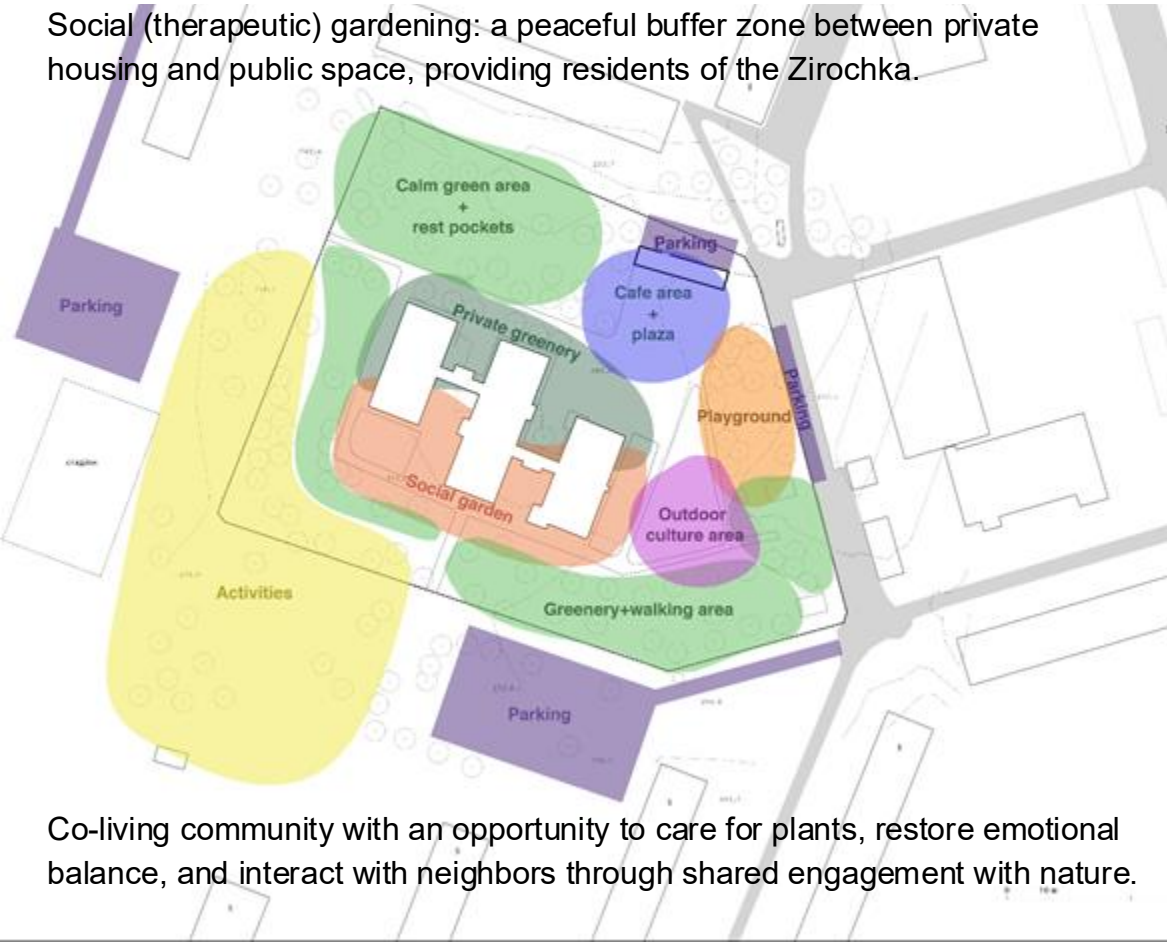 Social (therapeutic) gardening: a peaceful buffer zone between private
housing and public space, providing residents of the Zirochka.
Calm green area
+
rest pockets
Parking
Parking
Cafe area
+
plaza
Private greenery
Parking
Playground
Social garden
Outdoor
culture area
Activities
Greenery+walking area
Parking
Co-living community with an opportunity to care for plants, restore emotional
balance, and interact with neighbors through shared engagement with nature.